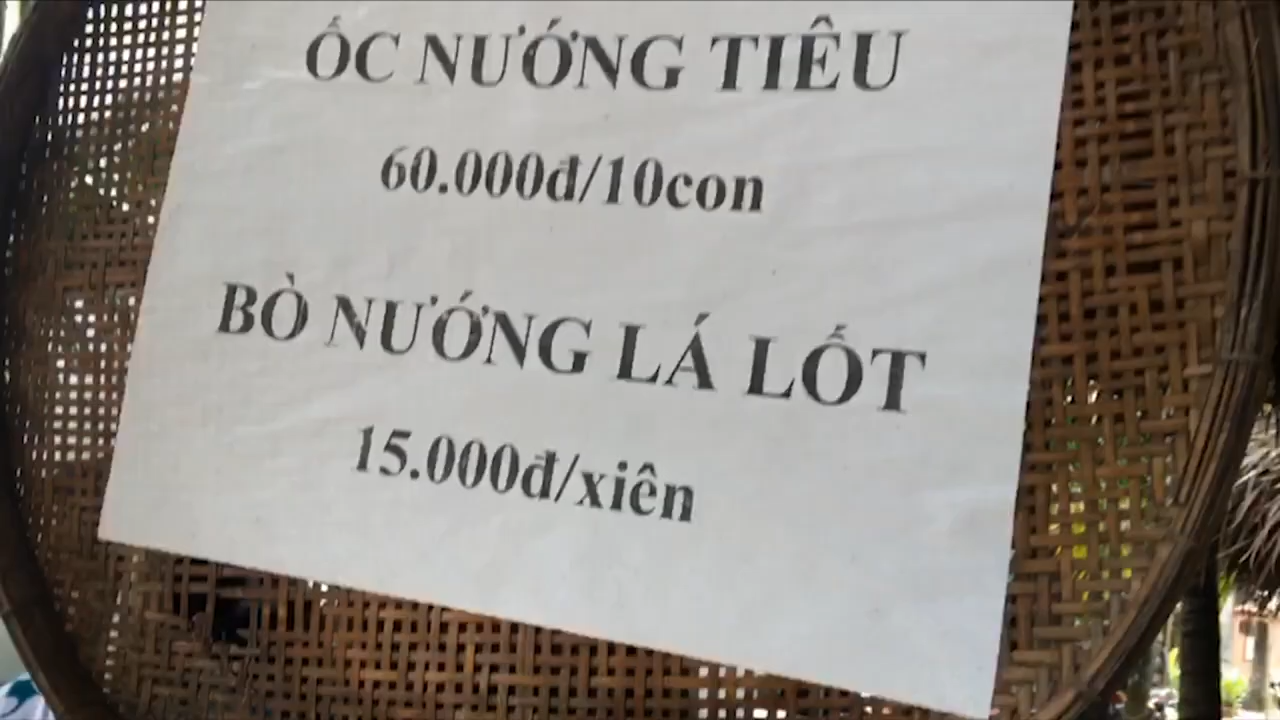 ỐC NƯỚNG TIÊU
60.000đ/10con
BÒ NƯỚNG LÁ LỐT
15.000đ/xiên